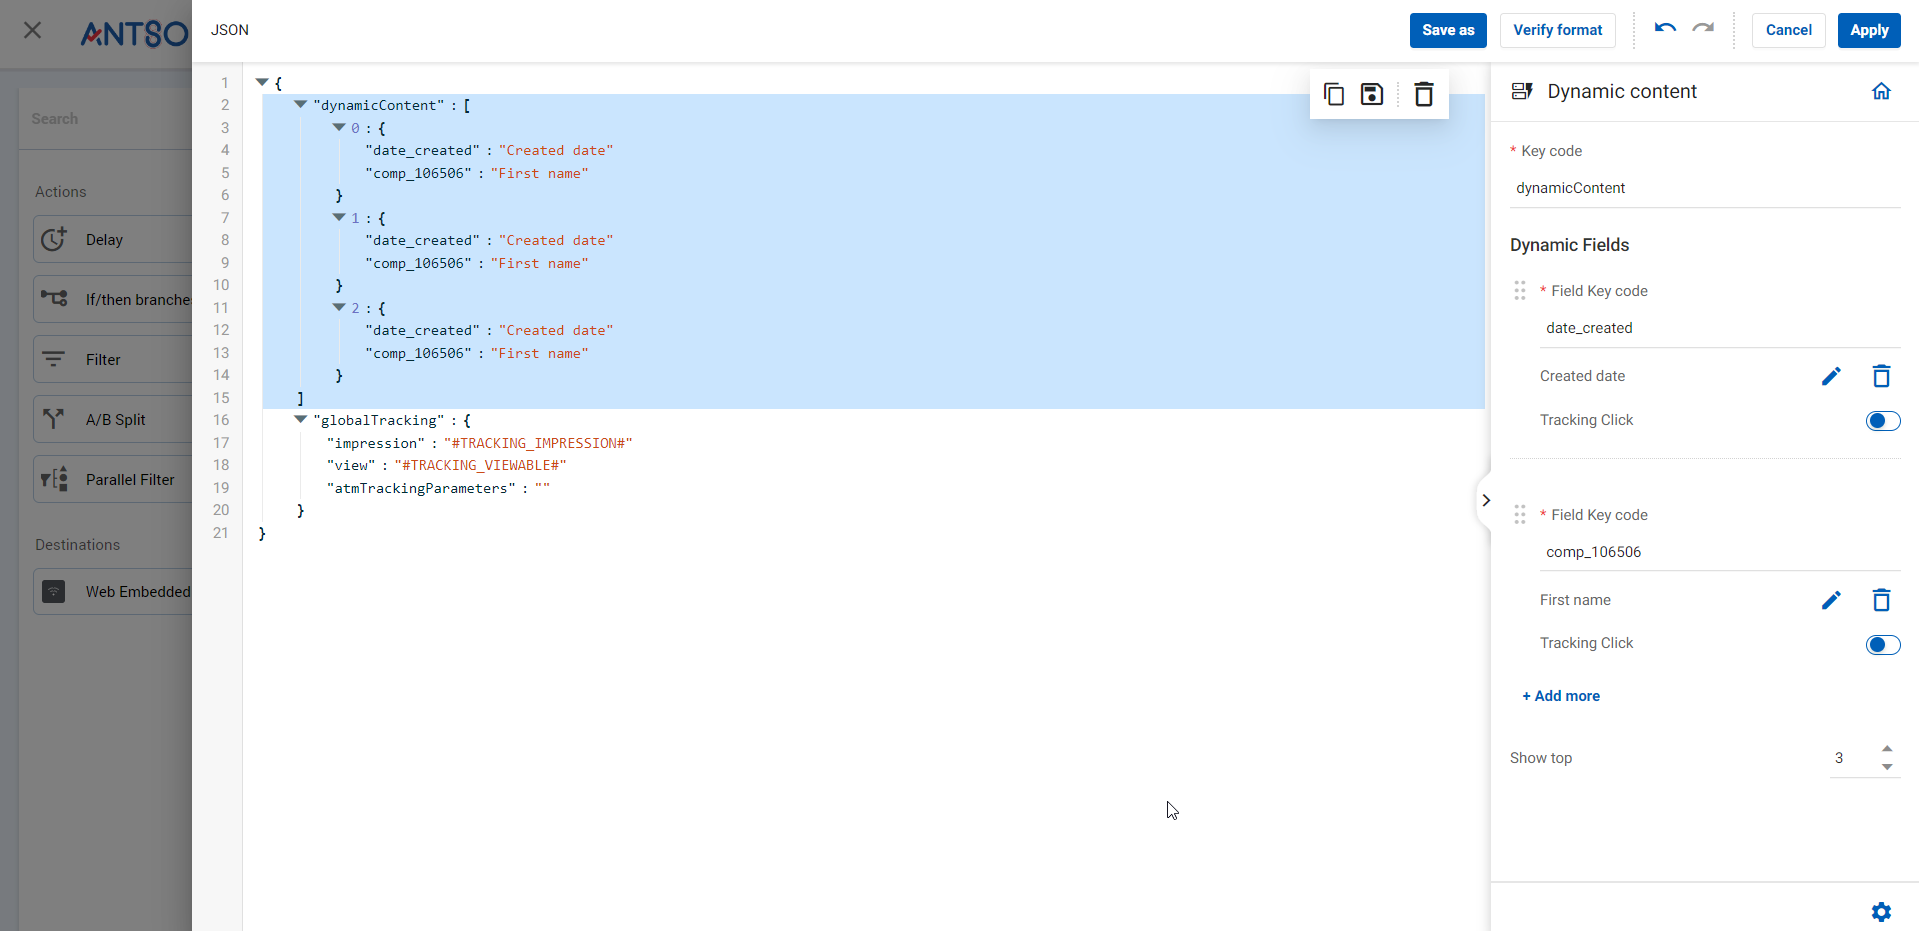 ANTSO
JSON
Save as
Verify format
Cancel
Apply
Search
Actions
Delay
If/then branche
Filter
A/B Split
Parallel Filter
Destinations
Web Embedded
1 {
2 "dynamicContent" : [
3 0 : {
4 "date_created" : "Created date"
5 "comp_106506" : "First name"
6 }
7 1 : {
8 "date_created" : "Created date"
9 "comp_106506" : "First name"
10 }
11 2 : {
12 "date_created" : "Created date"
13 "comp_106506" : "First name"
14 }
15 ]
16 "globalTracking" : {
17 "impression" : "#TRACKING_IMPRESSION#"
18 "view" : "#TRACKING_VIEWABLE#"
19 "atmTrackingParameters" : ""
20 }
21 }
Dynamic content
* Key code
dynamicContent
Dynamic Fields
* Field Key code
date_created
Created date
Tracking Click
* Field Key code
comp_106506
First name
Tracking Click
+ Add more
Show top 3